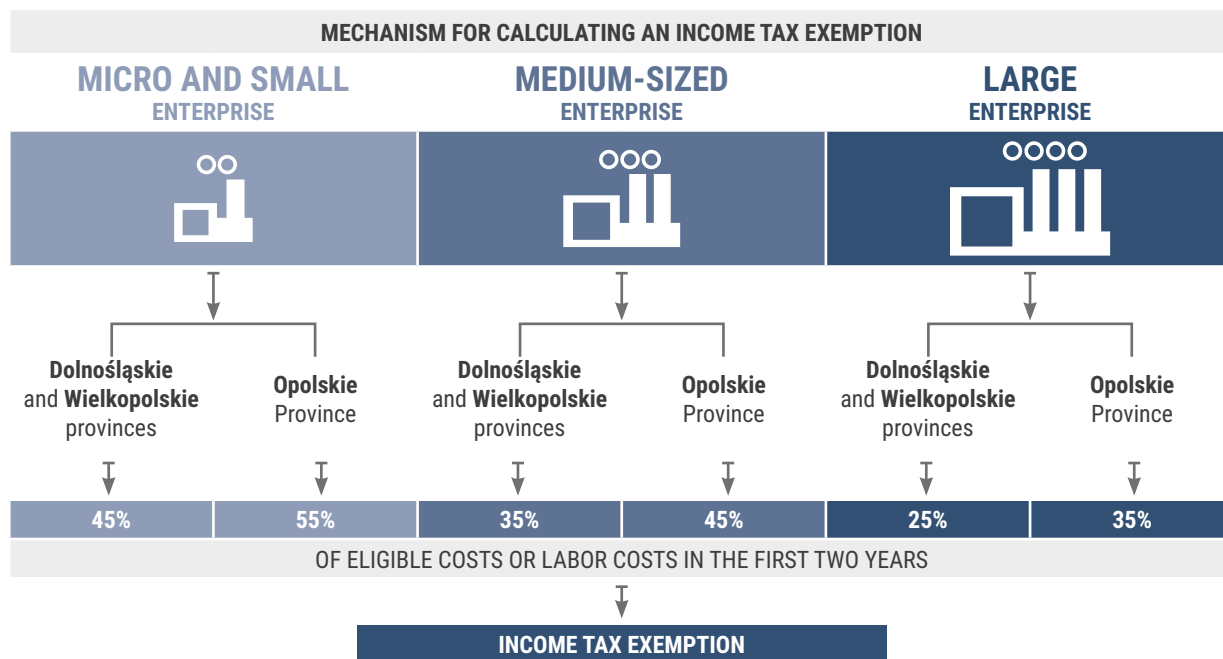 MECHANISM FOR CALCULATING AN INCOME TAX EXEMPTION
MICRO AND SMALL
ENTERPRISE
MEDIUM-SIZED
ENTERPRISE
LARGE
ENTERPRISE
Dolnośląskie
and Wielkopolskie
provinces
Opolskie
Province
Dolnośląskie
and Wielkopolskie
provinces
Opolskie
Province
Dolnośląskie
and Wielkopolskie
provinces
Opolskie
Province
45%
55%
35%
45%
25%
35%
OF ELIGIBLE COSTS OR LABOR COSTS IN THE FIRST TWO YEARS
INCOME TAX EXEMPTION